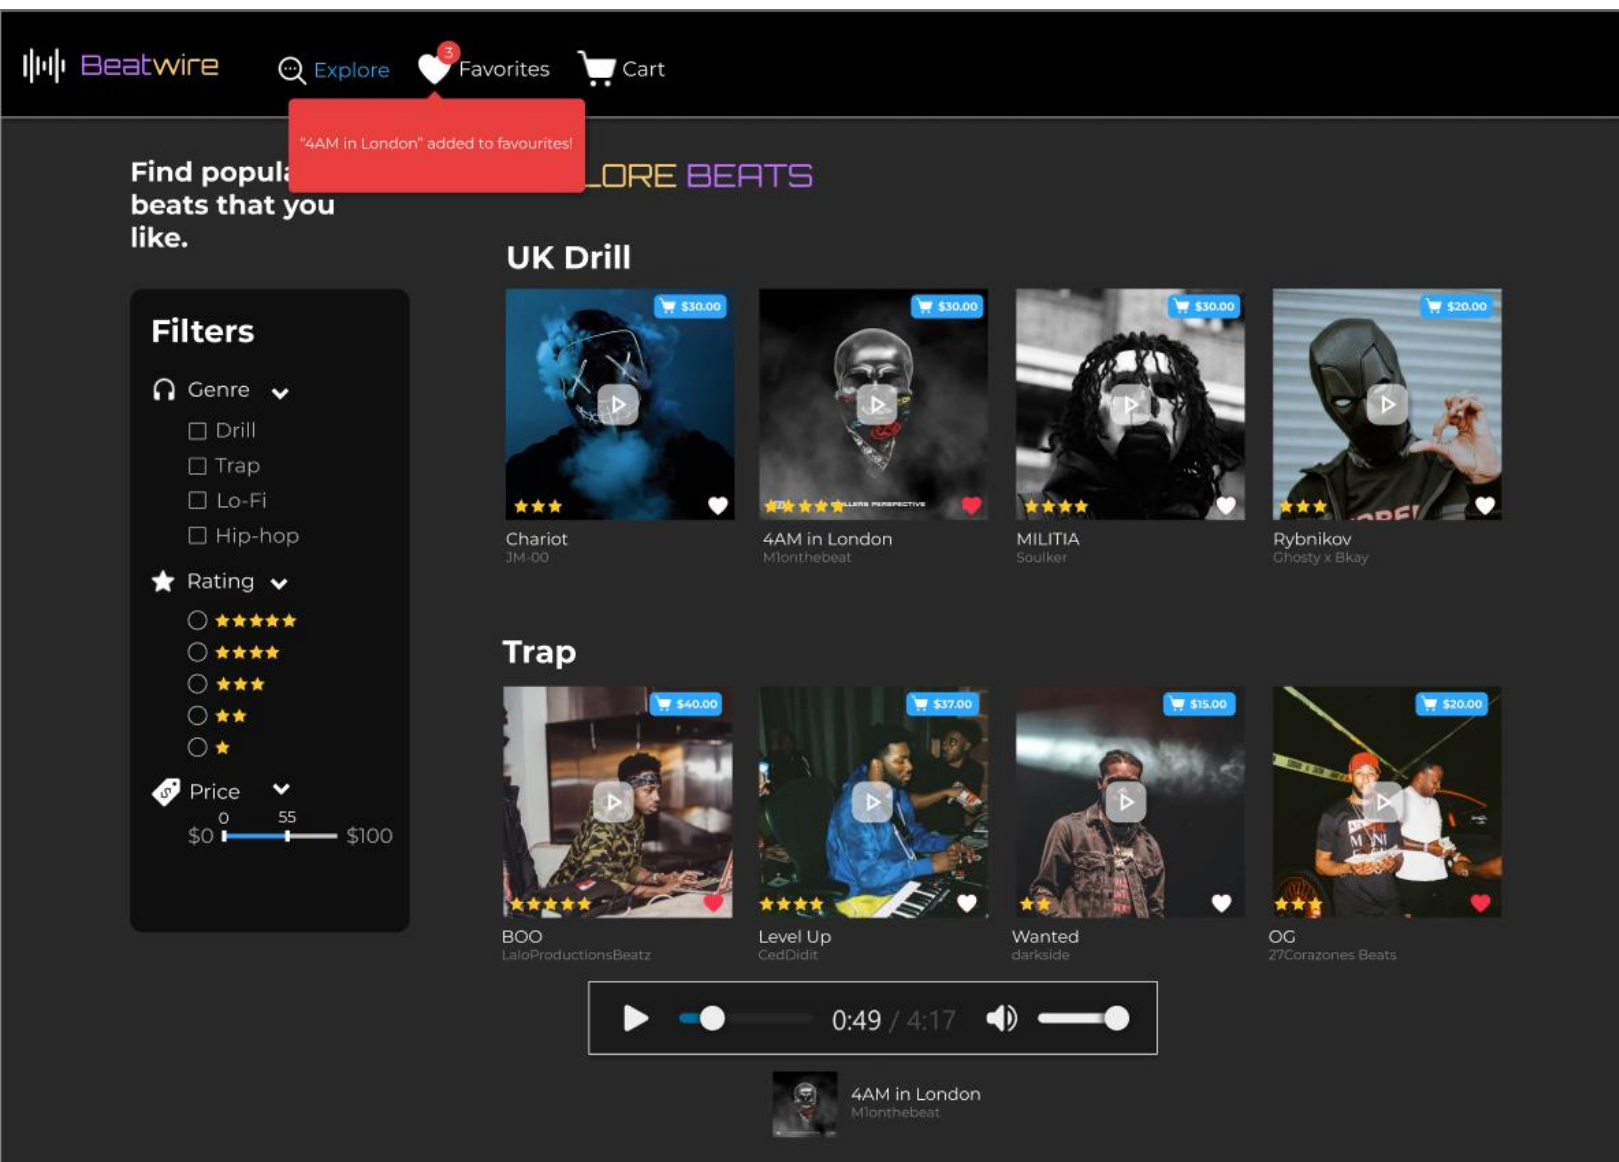 Beatwire
Explore
3
Favorites
Cart
"4AM in London" added to favourites!
Find popula
beats that you
like.
LORE BEATS
Filters
Genre
Drill
Trap
Lo-Fi
Hip-hop
Rating
Price
0
55
$0
$100
UK Drill
$30.00
$30.00
$30.00
$20.00
PERSPECTIVE
Chariot
JM-00
4AM in London
M1onthebeat
MILITIA
Soulker
Rybnikov
Ghosty x Bkay
Trap
$40.00
$37.00
$15.00
$20.00
BOO
LaloProductionsBeatz
Level Up
CedDidit
Wanted
darkside
OG
27Corazones Beats
0:49 / 4:17
4AM in London
M1onthebeat